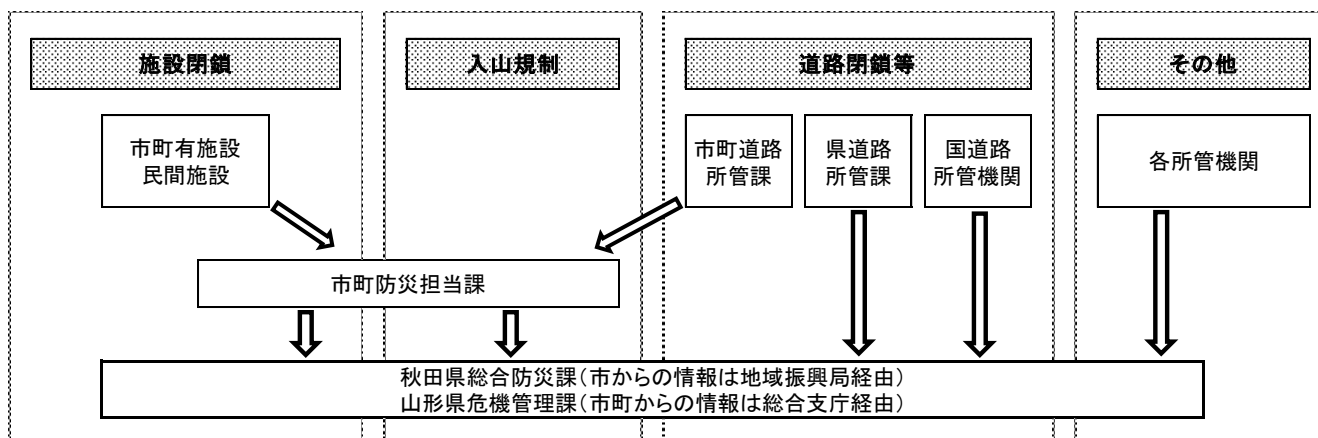 施設閉鎖
入山規制
道路閉鎖等
その他
市町有施設
民間施設
市町道路
所管課
県道路
所管課
国道路
所管機関
各所管機関
市町防災担当課
秋田県総合防災課(市からの情報は地域振興局経由)
山形県危機管理課(市町からの情報は総合支庁経由)